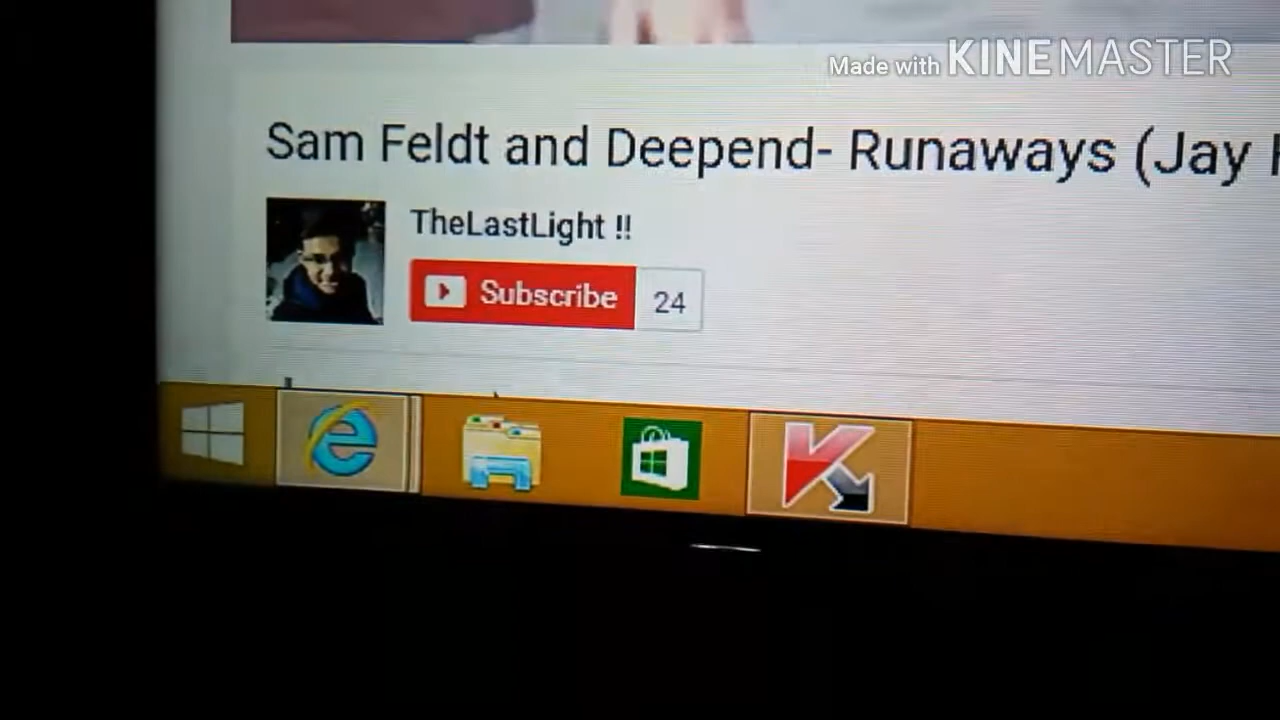 Made with KINEMASTER
Sam Feldt and Deepend- Runaways (Jay
TheLastLight !!
Subscribe 24